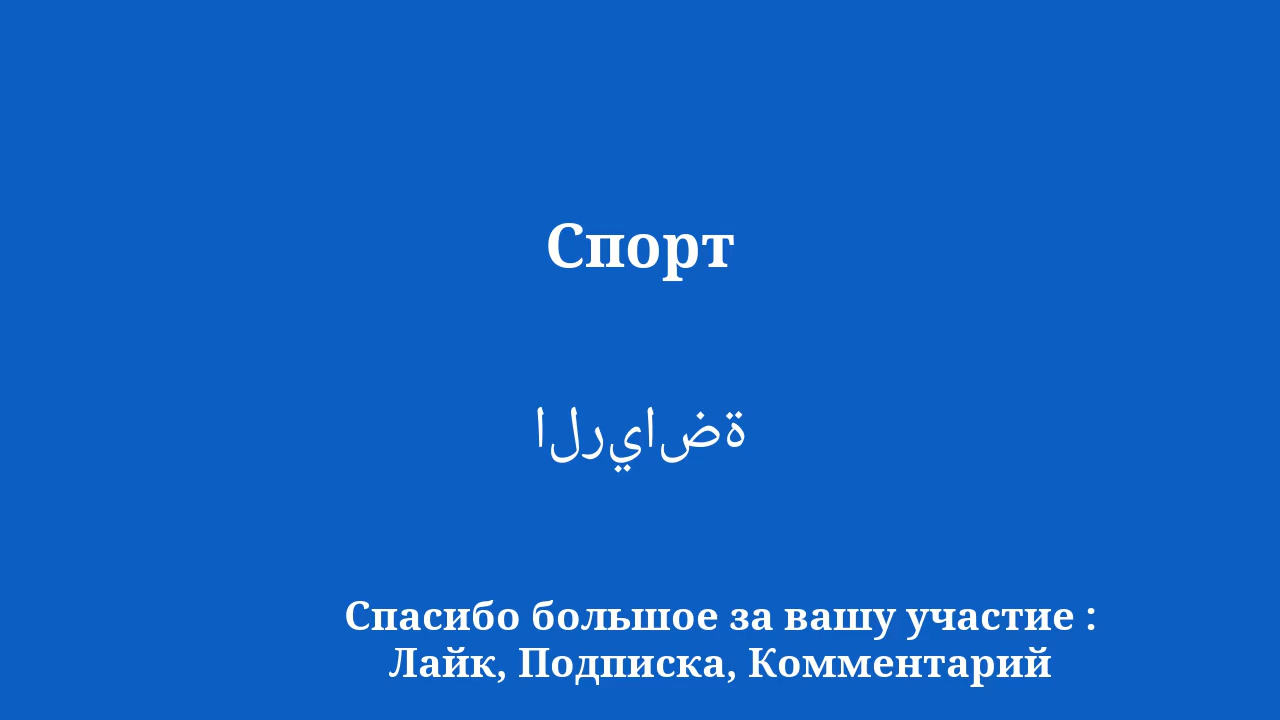 Спорт
الرياضة
Спасибо большое за вашу участие :
Лайк, Подписка, Комментарий